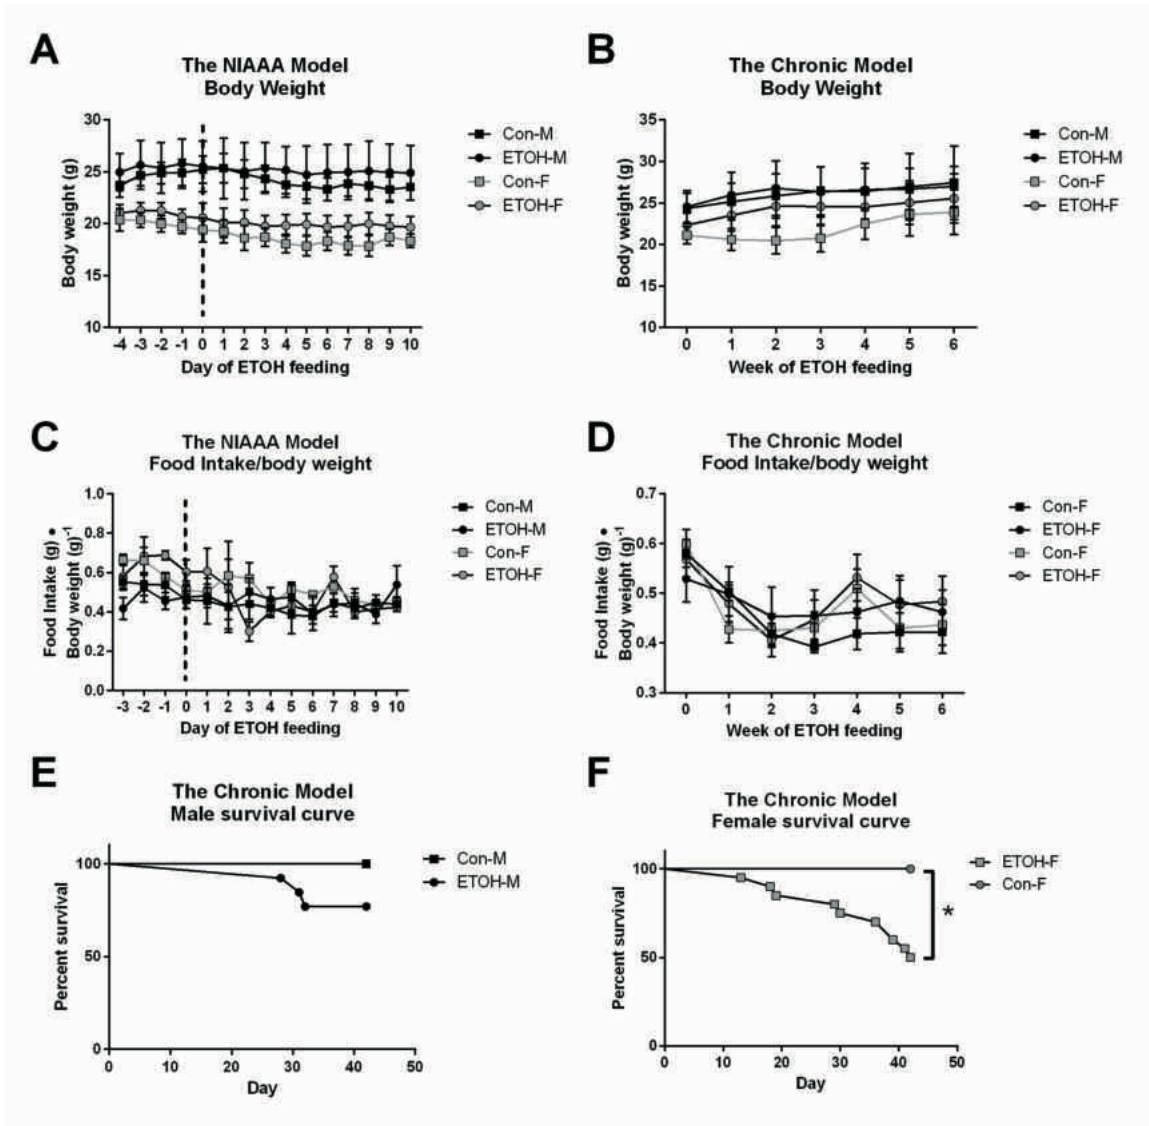 A
The NIAAA Model
Body Weight
Body weight (g)
30
25
20
15
10
-4 -3 -2 -1 0 1 2 3 4 5 6 7 8 9 10
Day of ETOH feeding
Con-M
ETOH-M
Con-F
ETOH-F
B
The Chronic Model
Body Weight
Body weight (g)
35
30
25
20
15
10
0 1 2 3 4 5 6
Week of ETOH feeding
Con-M
ETOH-M
Con-F
ETOH-F
C
The NIAAA Model
Food Intake/body weight
Food Intake (g) •
Body weight (g)-1
1.0
0.8
0.6
0.4
0.2
0.0
-3 -2 -1 0 1 2 3 4 5 6 7 8 9 10
Day of ETOH feeding
Con-M
ETOH-M
Con-F
ETOH-F
D
The Chronic Model
Food Intake/body weight
Food Intake (g) •
Body weight (g)-1
0.7
0.6
0.5
0.4
0.3
0 1 2 3 4 5 6
Week of ETOH feeding
Con-F
ETOH-F
Con-F
ETOH-F
E
The Chronic Model
Male survival curve
Percent survival
100
50
0
0 10 20 30 40 50
Day
Con-M
ETOH-M
F
The Chronic Model
Female survival curve
Percent survival
100
50
0
0 10 20 30 40 50
Day
ETOH-F
Con-F
*